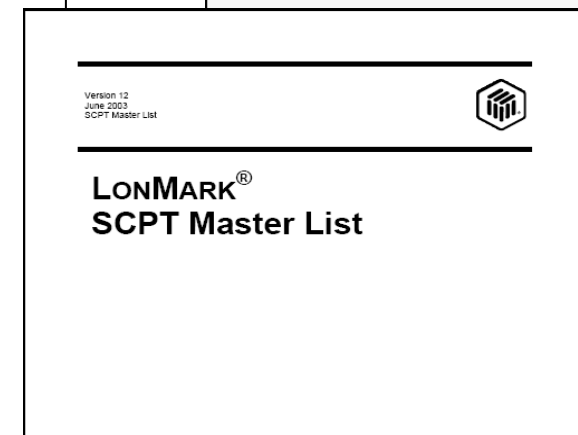 Version 12
June 2003
SCPT Master List
LONMARK®
SCPT Master List